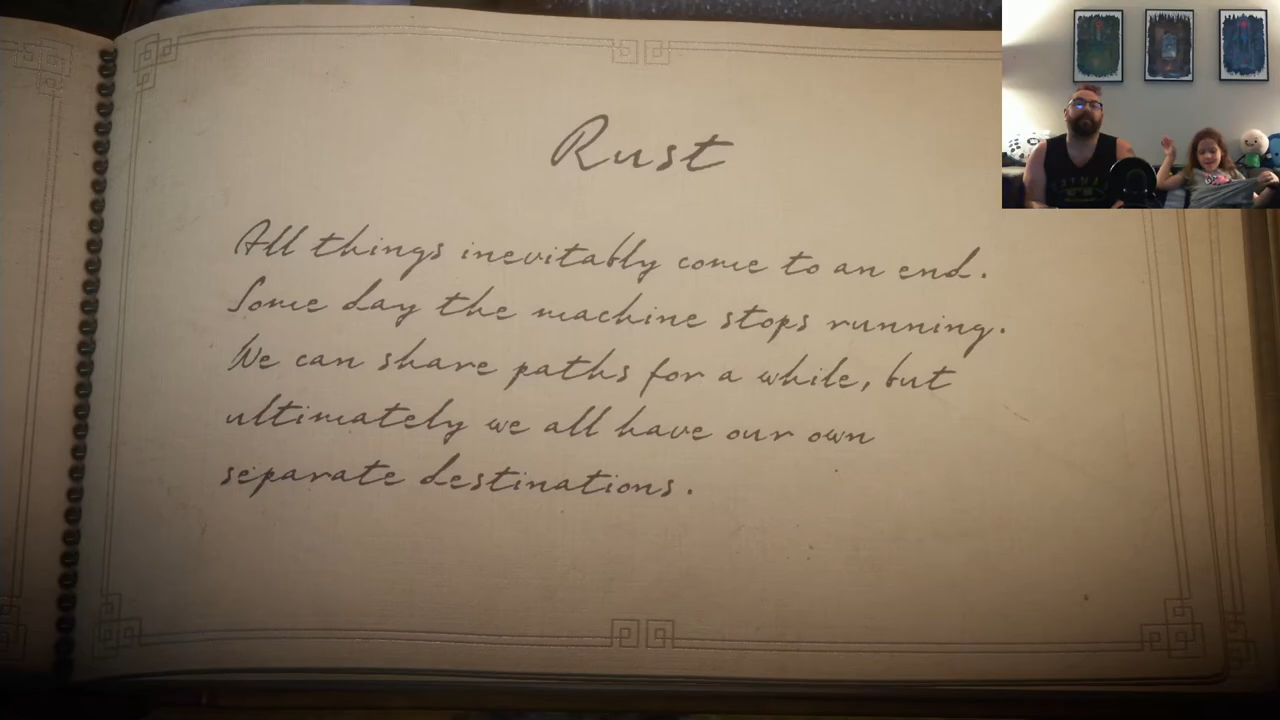 Rust
All things inevitably come to an end.
Some day the machine stops running.
We can share paths for a while, but
ultimately we all have our own
separate destinations.